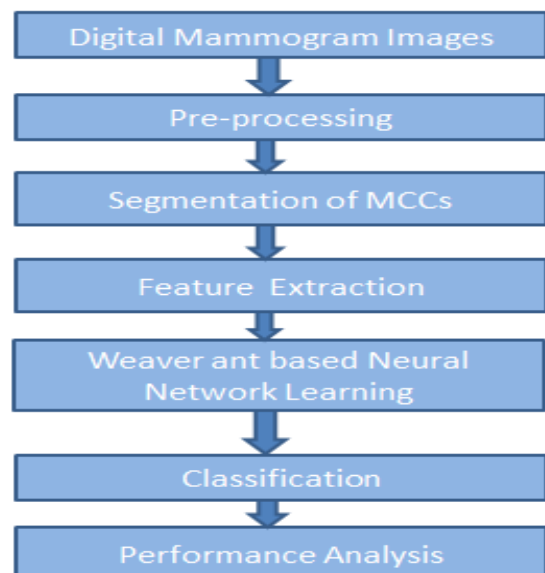 Digital Mammogram Images
Pre-processing
Segmentation of MCCs
Feature Extraction
Weaver ant based Neural
Network Learning
Classification
Performance Analysis